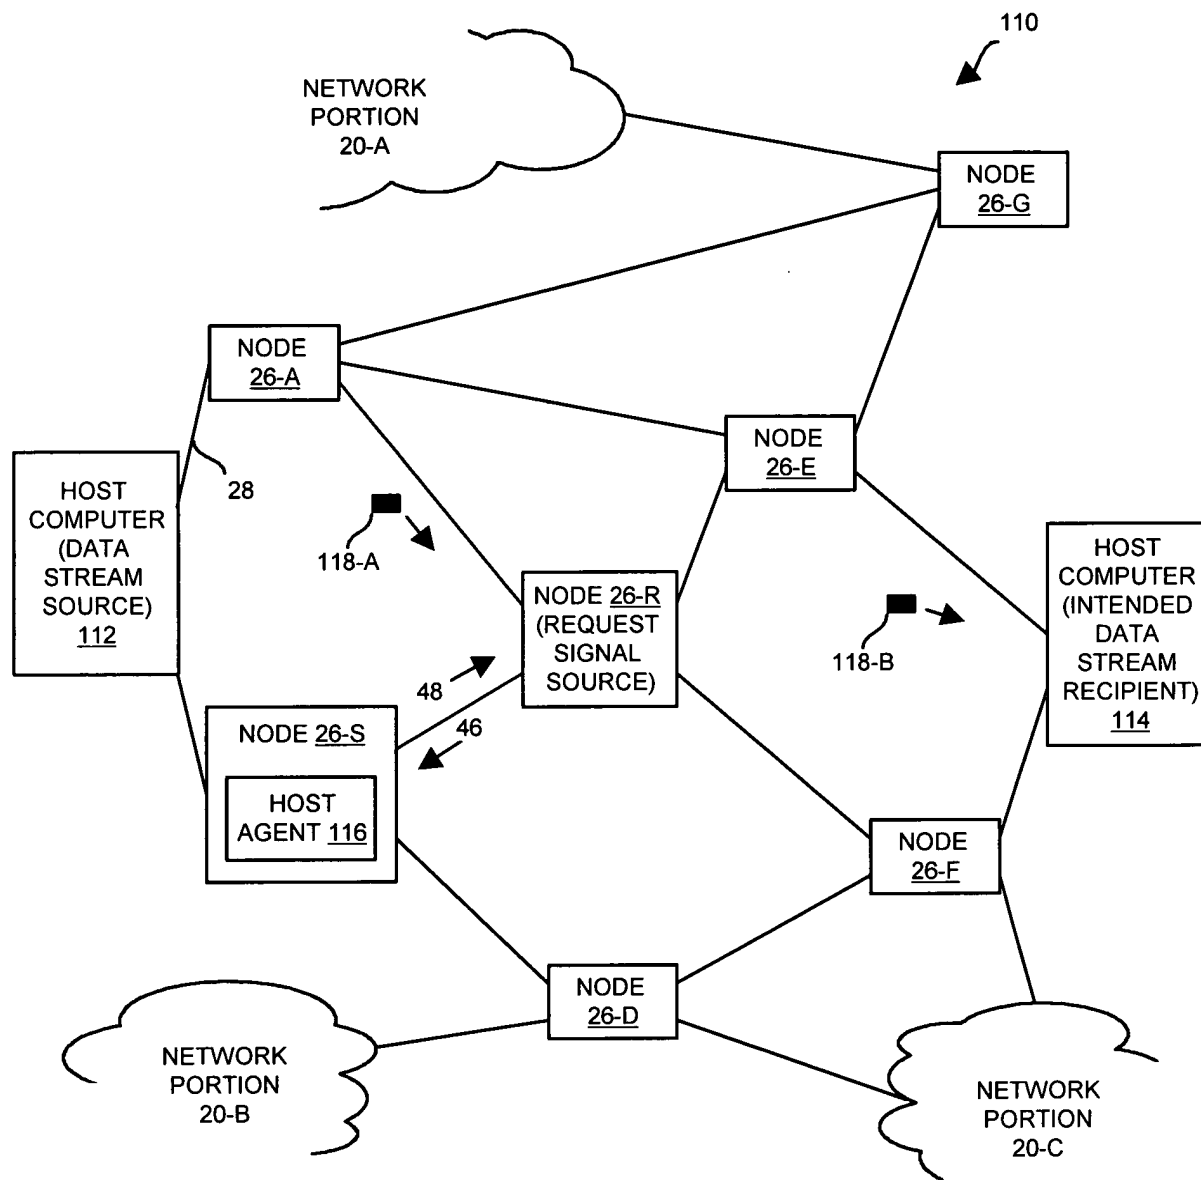 110
NETWORK
PORTION
20-A
NODE
26-G
NODE
26-A
NODE
26-E
28
HOST
COMPUTER
(DATA
STREAM
SOURCE)
112
118-A
NODE 26-R
(REQUEST
SIGNAL
SOURCE)
118-B
HOST
COMPUTER
(INTENDED
DATA
STREAM
RECIPIENT)
114
48
46
NODE 26-S
HOST
AGENT 116
NODE
26-F
NODE
26-D
NETWORK
PORTION
20-B
NETWORK
PORTION
20-C